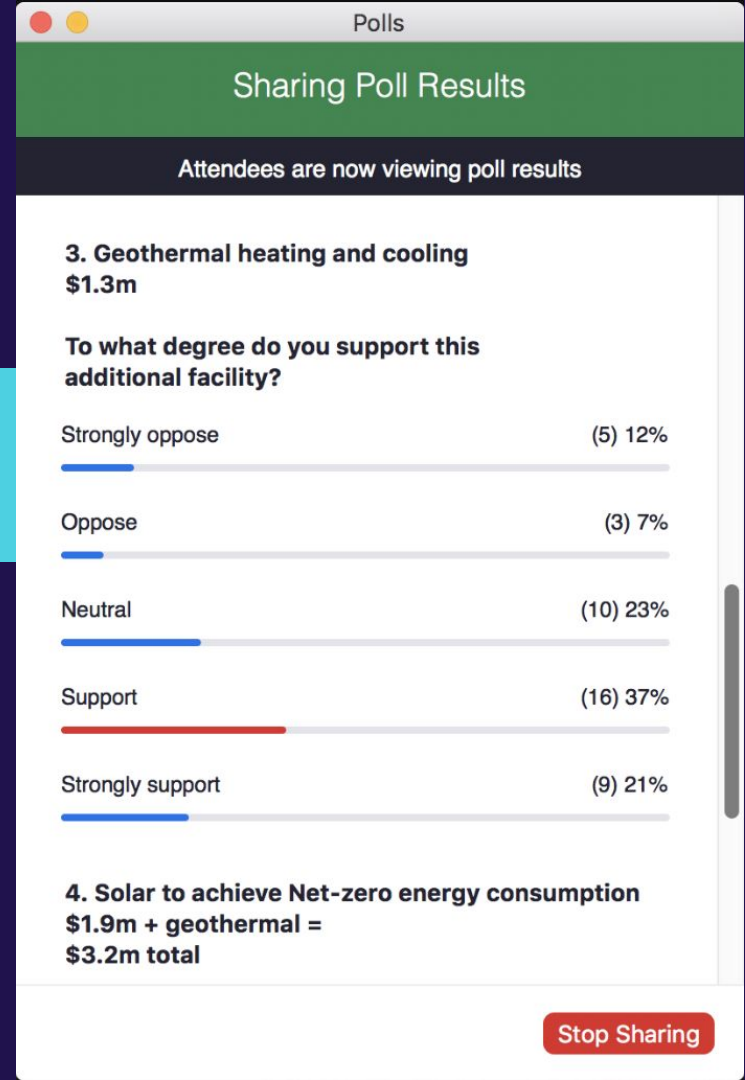 Polls
Sharing Poll Results
Attendees are now viewing poll results
3. Geothermal heating and cooling
$1.3m
To what degree do you support this
additional facility?
Strongly oppose (5) 12%
Oppose (3) 7%
Neutral (10) 23%
Support (16) 37%
Strongly support (9) 21%
4. Solar to achieve Net-zero energy consumption
$1.9m + geothermal =
$3.2m total
Stop Sharing